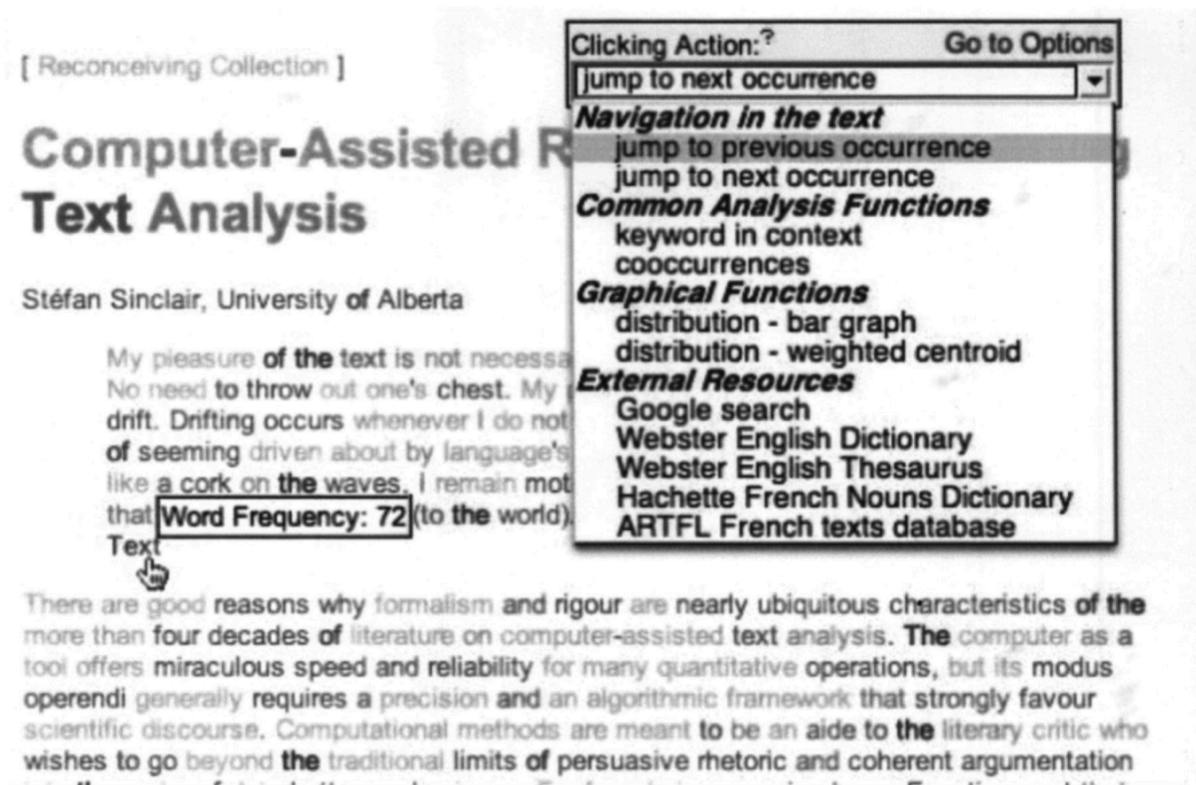 [ Reconceiving Collection ]
Clicking Action:? Go to Options
jump to next occurrence
Navigation in the text
jump to previous occurrence
jump to next occurrence
Common Analysis Functions
keyword in context
cooccurrences
Graphical Functions
distribution - bar graph
distribution - weighted centroid
External Resources
Google search
Webster English Dictionary
Webster English Thesaurus
Hachette French Nouns Dictionary
ARTFL French texts database
Computer-Assisted R
Text Analysis
Stéfan Sinclair, University of Alberta
My pleasure of the text is not
No need to throw out one's chest. My
drift. Drifting occurs whenever I do not
of seeming driven about by language's
like a cork on the waves, I remain
that Word Frequency: 72 (to the world)
Text
There are good reasons why formalism and rigour are nearly ubiquitous characteristics of the
more than four decades of literature on computer-assisted text analysis. The computer as a
tool offers miraculous speed and reliability for many quantitative operations, but its modus
operendi generally requires a precision and an algorithmic framework that strongly favour
scientific discourse. Computational methods are meant to be an aide to the literary critic who
wishes to go beyond the traditional limits of persuasive rhetoric and coherent argumentation